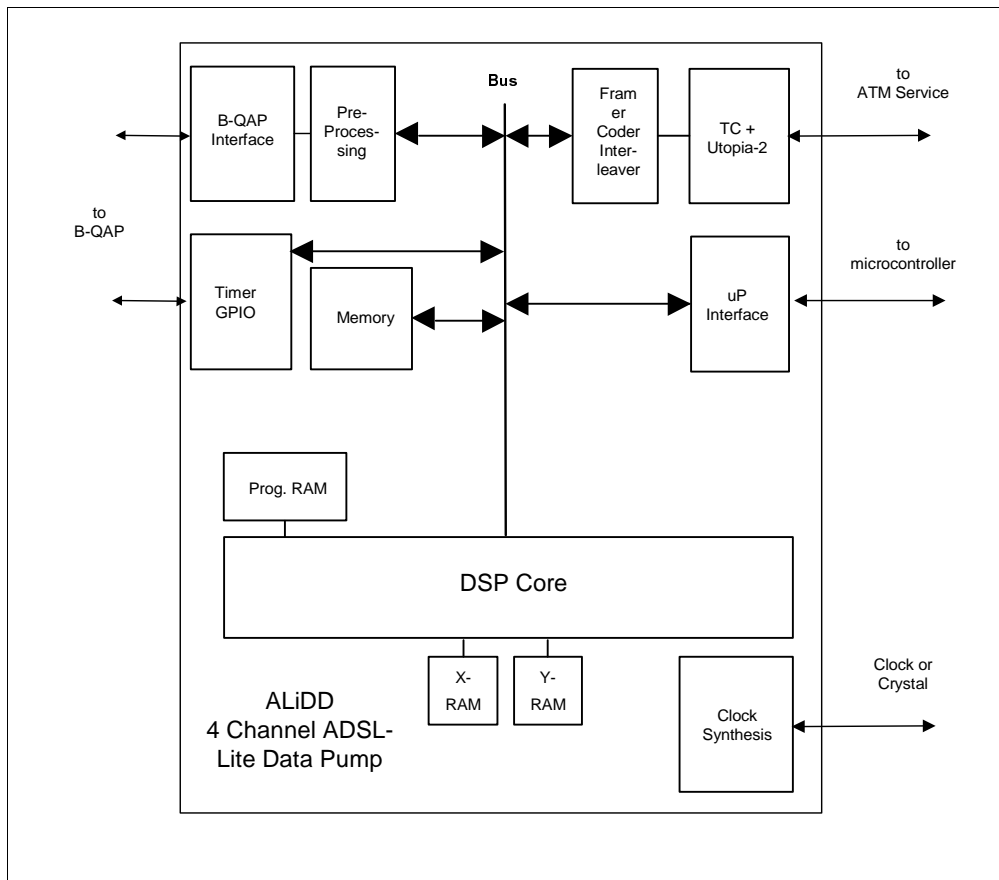 Bus
to
ATM Service
B-QAP
Interface
Pre-
Proces-
sing
Fram
er
Coder
Inter-
leaver
TC +
Utopia-2
to
B-QAP
to
microcontroller
Timer
GPIO
Memory
uP
Interface
Prog. RAM
DSP Core
X-
RAM
Y-
RAM
Clock or
Crystal
Clock
Synthesis
ALiDD
4 Channel ADSL-
Lite Data Pump